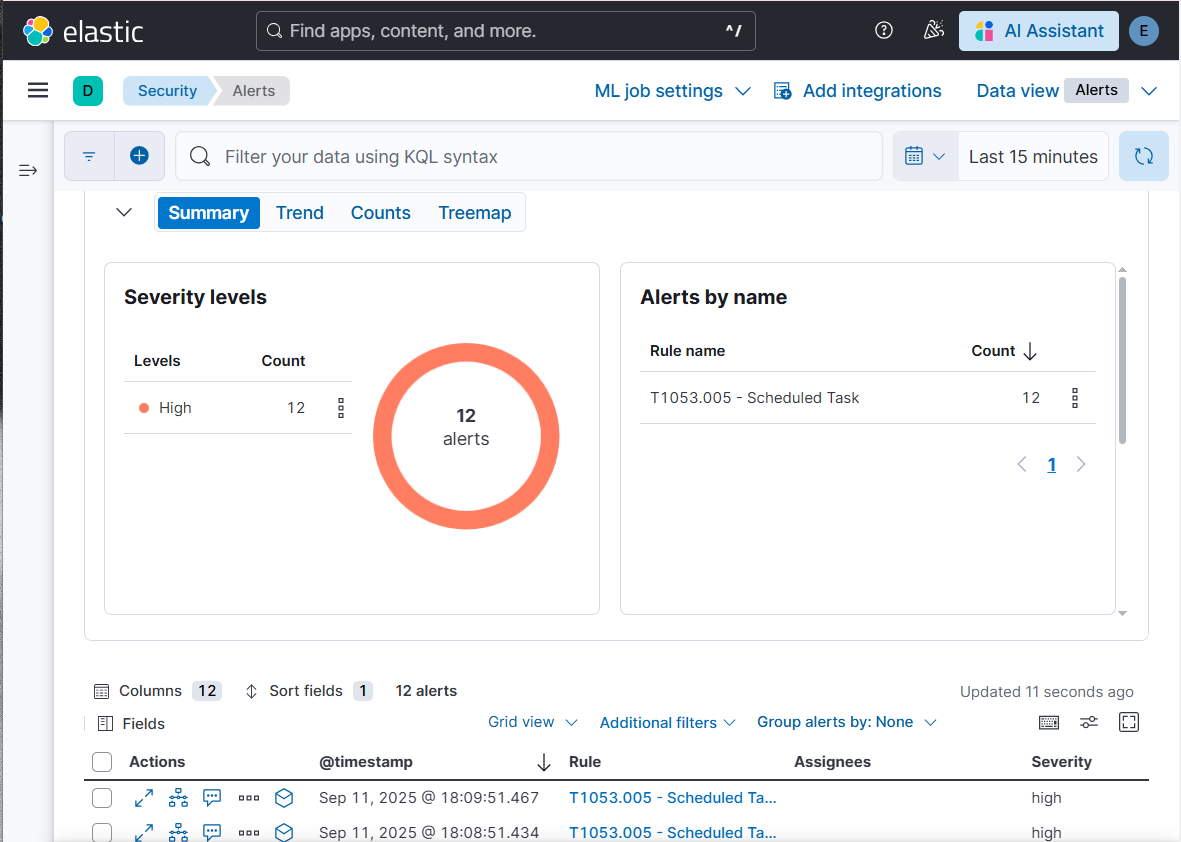 elastic
Find apps, content, and more.
^/
AI Assistant
E
D
Security
Alerts
ML job settings
Add integrations
Data view
Alerts
Filter your data using KQL syntax
Last 15 minutes
Summary
Trend
Counts
Treemap
Severity levels
Levels Count
High 12
12
alerts
Alerts by name
Rule name Count
T1053.005 - Scheduled Task 12
1
Columns 12 Sort fields 1 12 alerts
Updated 11 seconds ago
Fields
Grid view
Additional filters
Group alerts by: None
Actions @timestamp Rule Assignees Severity
Sep 11, 2025 @ 18:09:51.467 T1053.005 - Scheduled Ta... high
Sep 11, 2025 @ 18:08:51.434 T1053.005 - Scheduled Ta... high